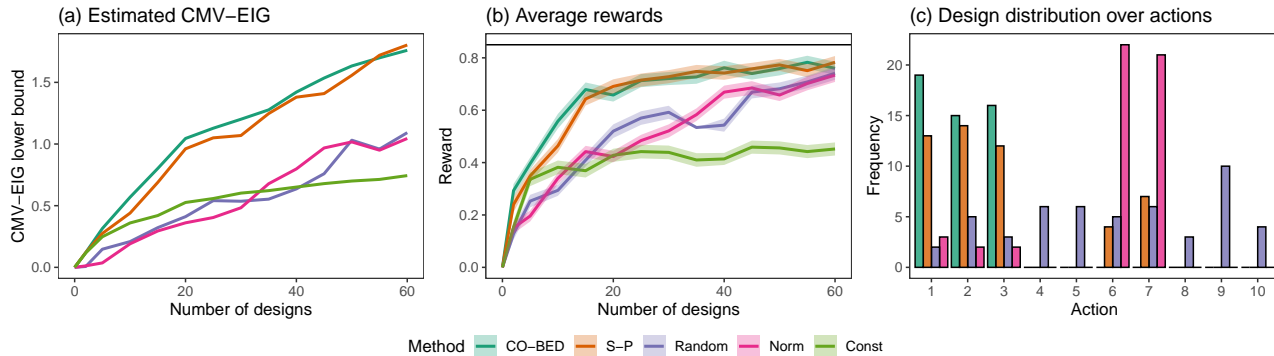 (a) Estimated CMV−EIG
CMV−EIG lower bound
1.5
1.0
0.5
0.0
0 20 40 60
Number of designs
(b) Average rewards
Reward
0.8
0.6
0.4
0.2
0.0
0 20 40 60
Number of designs
(c) Design distribution over actions
Frequency
20
15
10
5
0
1 2 3 4 5 6 7 8 9 10
Action
Method CO−BED S−P Random Norm Const